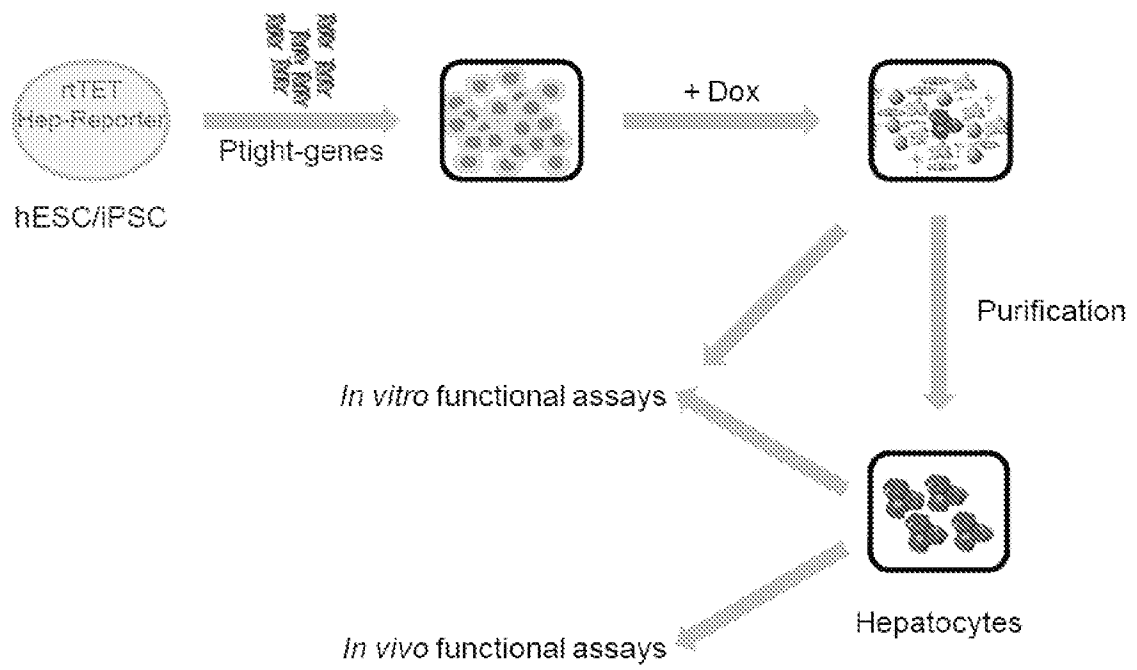 rtTET
Hep-Reporter
hESC/iPSC
Ptight-genes
+ Dox
Purification
In vitro functional assays
Hepatocytes
In vivo functional assays